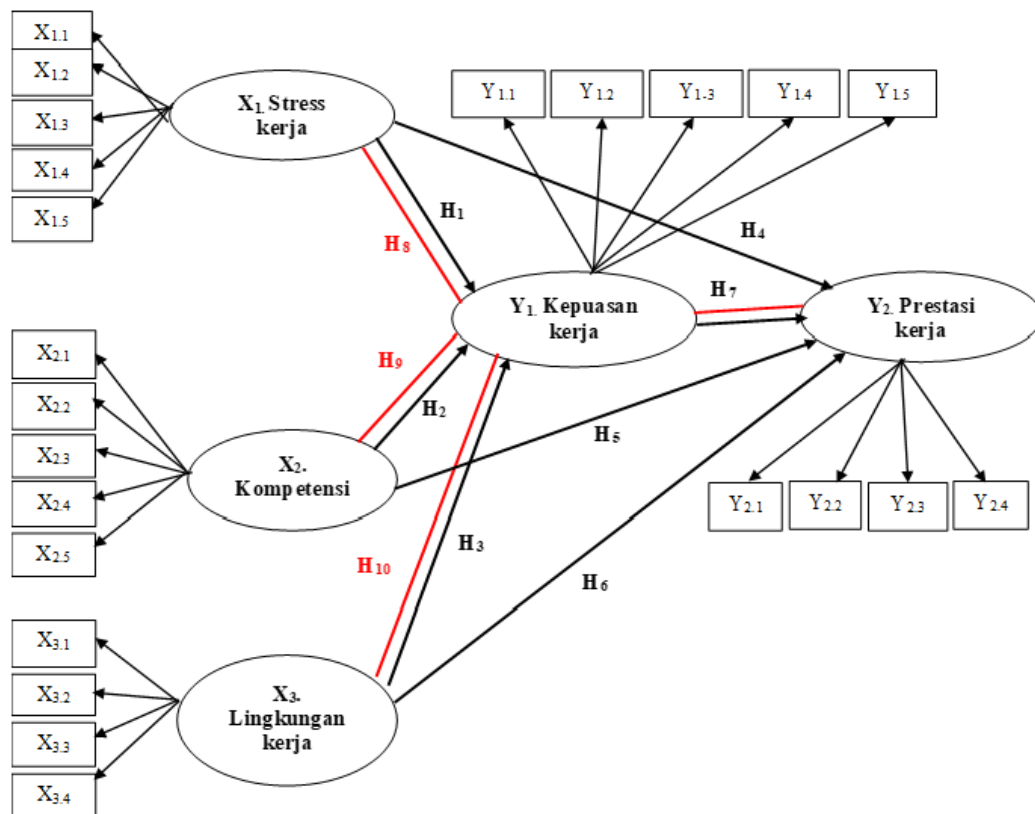 X1.1
X1.2
X1.3
X1.4
X1.5
X1. Stress
kerja
Y1.1
Y1.2
Y1-3
Y1.4
Y1.5
H1
H8
H4
Y1. Kepuasan
kerja
H7
Y2. Prestasi
kerja
X2.1
X2.2
X2.3
X2.4
X2.5
H9
H2
X2.
Kompetensi
H5
Y2.1
Y2.2
Y2.3
Y2.4
H10
H3
H6
X3.1
X3.2
X3.3
X3.4
X3.
Lingkungan
kerja